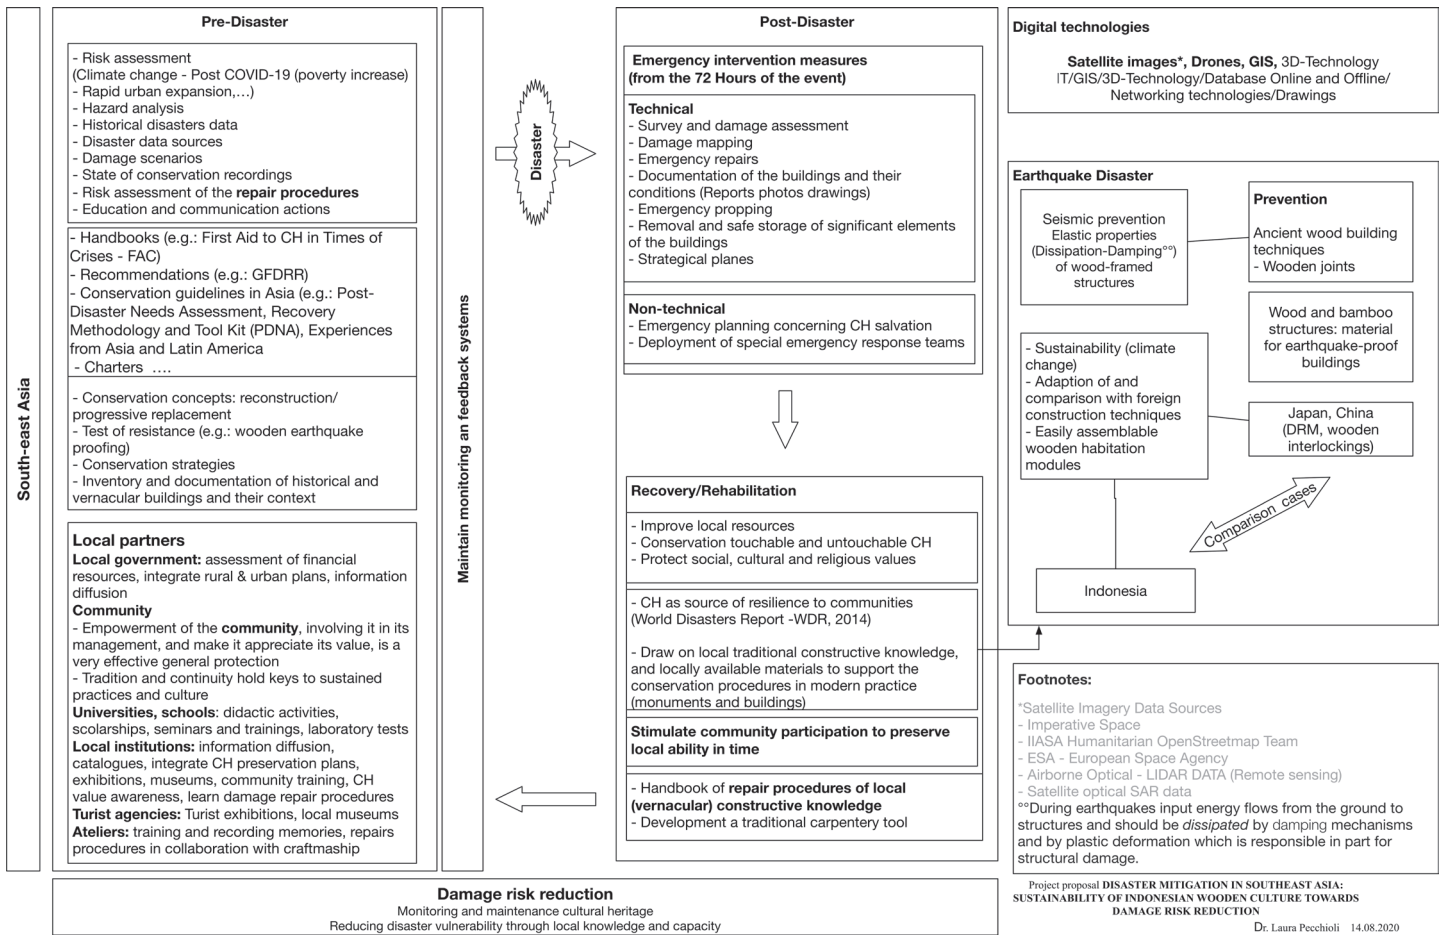 South-east Asia
Pre-Disaster
- Risk assessment
(Climate change - Post COVID-19 (poverty increase)
- Rapid urban expansion,…)
- Hazard analysis
- Historical disasters data
- Disaster data sources
- Damage scenarios
- State of conservation recordings
- Risk assessment of the repair procedures
- Education and communication actions
- Handbooks (e.g.: First Aid to CH in Times of
Crises - FAC)
- Recommendations (e.g.: GFDRR)
- Conservation guidelines in Asia (e.g.: Post-
Disaster Needs Assessment, Recovery
Methodology and Tool Kit (PDNA), Experiences
from Asia and Latin America
- Charters ….
- Conservation concepts: reconstruction/
progressive replacement
- Test of resistance (e.g.: wooden earthquake
proofing)
- Conservation strategies
- Inventory and documentation of historical and
vernacular buildings and their context
Local partners
Local government: assessment of financial
resources, integrate rural & urban plans, information
diffusion
Community
- Empowerment of the community, involving it in its
management, and make it appreciate its value, is a
very effective general protection
- Tradition and continuity hold keys to sustained
practices and culture
Universities, schools: didactic activities,
scolarships, seminars and trainings, laboratory tests
Local institutions: information diffusion,
catalogues, integrate CH preservation plans,
exhibitions, museums, community training, CH
value awareness, learn damage repair procedures
Turist agencies: Turist exhibitions, local museums
Ateliers: training and recording memories, repairs
procedures in collaboration with craftmaship
Maintain monitoring an feedback systems
Disaster
Post-Disaster
Emergency intervention measures
(from the 72 Hours of the event)
Technical
- Survey and damage assessment
- Damage mapping
- Emergency repairs
- Documentation of the buildings and their
conditions (Reports photos drawings)
- Emergency propping
- Removal and safe storage of significant elements
of the buildings
- Strategical planes
Non-technical
- Emergency planning concerning CH salvation
- Deployment of special emergency response teams
Recovery/Rehabilitation
- Improve local resources
- Conservation touchable and untouchable CH
- Protect social, cultural and religious values
- CH as source of resilience to communities
(World Disasters Report -WDR, 2014)
- Draw on local traditional constructive knowledge,
and locally available materials to support the
conservation procedures in modern practice
(monuments and buildings)
Stimulate community participation to preserve
local ability in time
- Handbook of repair procedures of local
(vernacular) constructive knowledge
- Development a traditional carpentery tool
Damage risk reduction
Monitoring and maintenance cultural heritage
Reducing disaster vulnerability through local knowledge and capacity
Digital technologies
Satellite images*, Drones, GIS, 3D-Technology
IT/GIS/3D-Technology/Database Online and Offline/
Networking technologies/Drawings
Earthquake Disaster
Seismic prevention
Elastic properties
(Dissipation-Damping°°)
of wood-framed
structures
Prevention
Ancient wood building
techniques
- Wooden joints
Wood and bamboo
structures: material
for earthquake-proof
buildings
- Sustainability (climate
change)
- Adaption of and
comparison with foreign
construction techniques
- Easily assemblable
wooden habitation
modules
Japan, China
(DRM, wooden
interlockings)
Comparison cases
Indonesia
Footnotes:
*Satellite Imagery Data Sources
- Imperative Space
- IIASA Humanitarian OpenStreetmap Team
- ESA - European Space Agency
- Airborne Optical - LIDAR DATA (Remote sensing)
- Satellite optical SAR data
°°During earthquakes input energy flows from the ground to
structures and should be dissipated by damping mechanisms
and by plastic deformation which is responsible in part for
structural damage.
Project proposal DISASTER MITIGATION IN SOUTHEAST ASIA:
SUSTAINABILITY OF INDONESIAN WOODEN CULTURE TOWARDS
DAMAGE RISK REDUCTION
Dr. Laura Pecchioli 14.08.2020